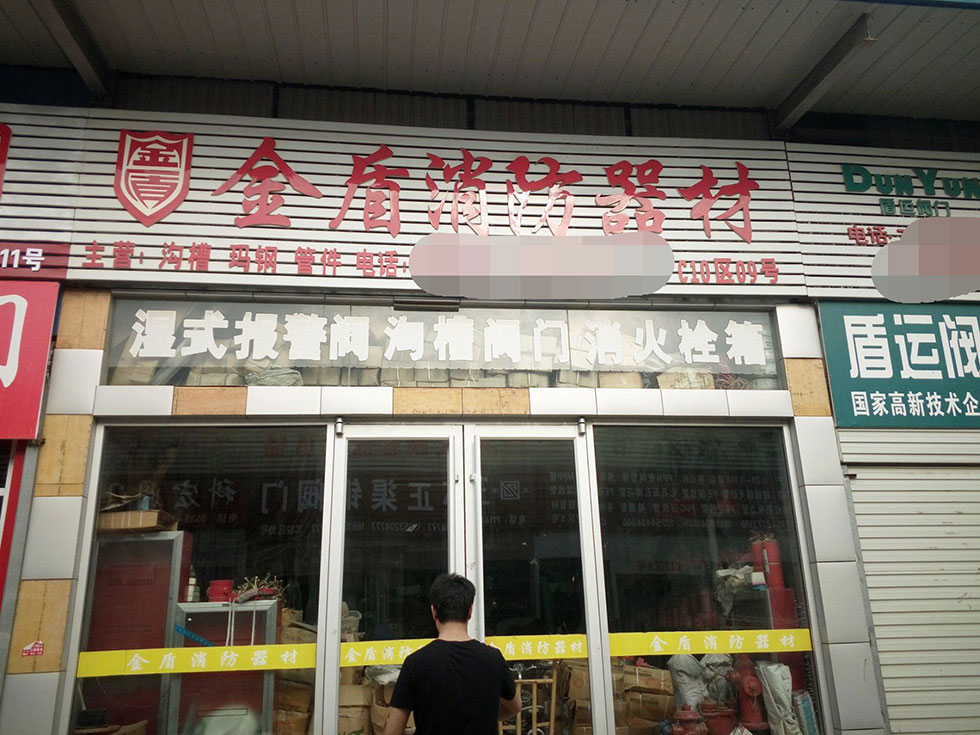 金盾
金盾消防器材
主营：沟槽 玛钢 管件 电话:
C10区09号
11号
DUNYUN
盾运阀门
电话:
湿式报警阀 沟槽阀门 消火栓箱
盾运阀
国家高新技术企
金盾消防器材
金盾消防器材
金盾消防器材